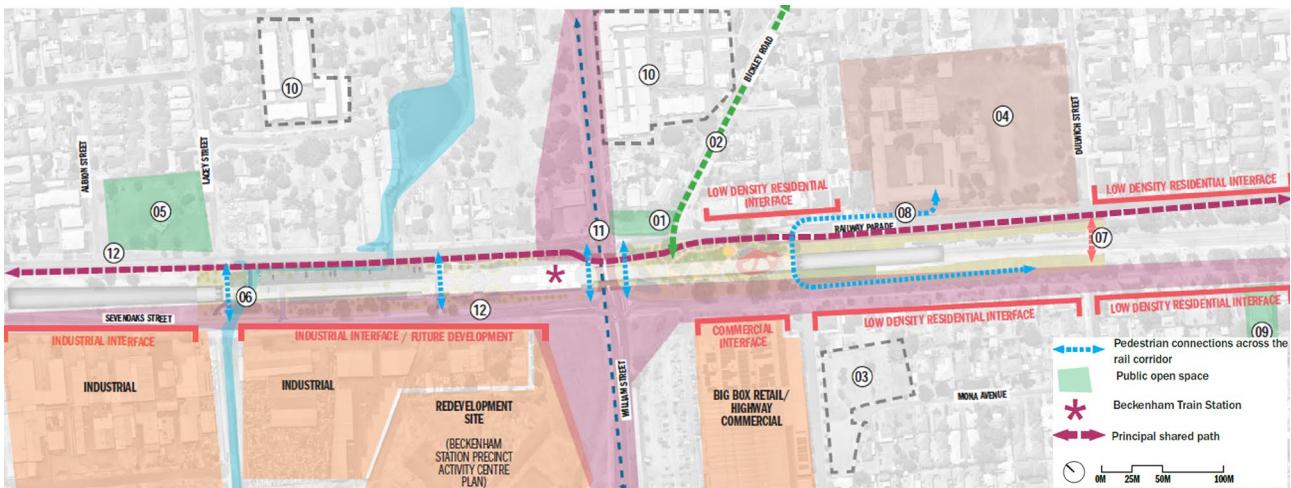 10
10
BICKLEY ROAD
02
04
DULWICH STREET
ALBION STREET
LACEY STREET
05
LOW DENSITY RESIDENTIAL
INTERFACE
LOW DENSITY RESIDENTIAL INTERFACE
01
08
RAILWAY PARADE
11
07
12
06
12
SEVENOAKS STREET
INDUSTRIAL INTERFACE
INDUSTRIAL INTERFACE / FUTURE DEVELOPMENT
COMMERCIAL
INTERFACE
LOW DENSITY RESIDENTIAL INTERFACE
LOW DENSITY RESIDENTIAL INTERFACE
09
INDUSTRIAL
INDUSTRIAL
REDEVELOPMENT
SITE
(BECKENHAM
STATION PRECINCT
ACTIVITY CENTRE
PLAN)
WILLIAM STREET
BIG BOX RETAIL/
HIGHWAY
COMMERCIAL
03
MONA AVENUE
Pedestrian connections across the
rail corridor
Public open space
Beckenham Train Station
Principal shared path
0M 25M 50M 100M